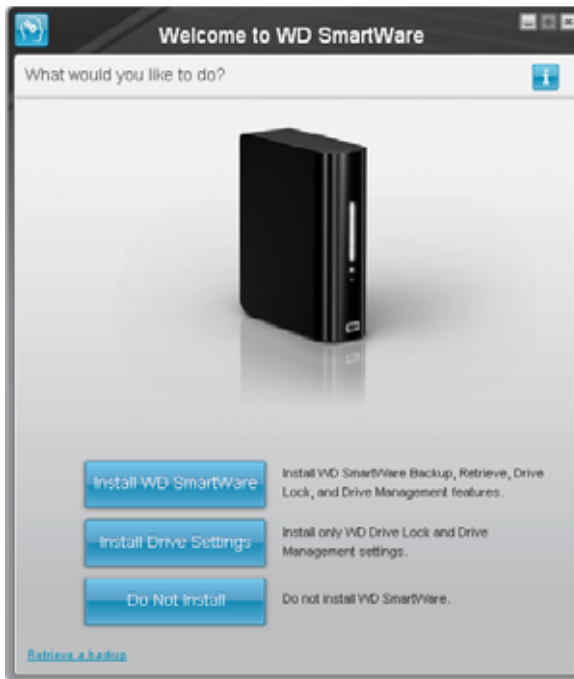 Welcome to WD SmartWare
What would you like to do?
Install WD SmartWare
Install WD SmartWare Backup, Retrieve, Drive
Lock, and Drive Management features.
Install Drive Settings
Install only WD Drive Lock and Drive
Management settings.
Do Not Install
Do not install WD SmartWare.
Retrieve a backup